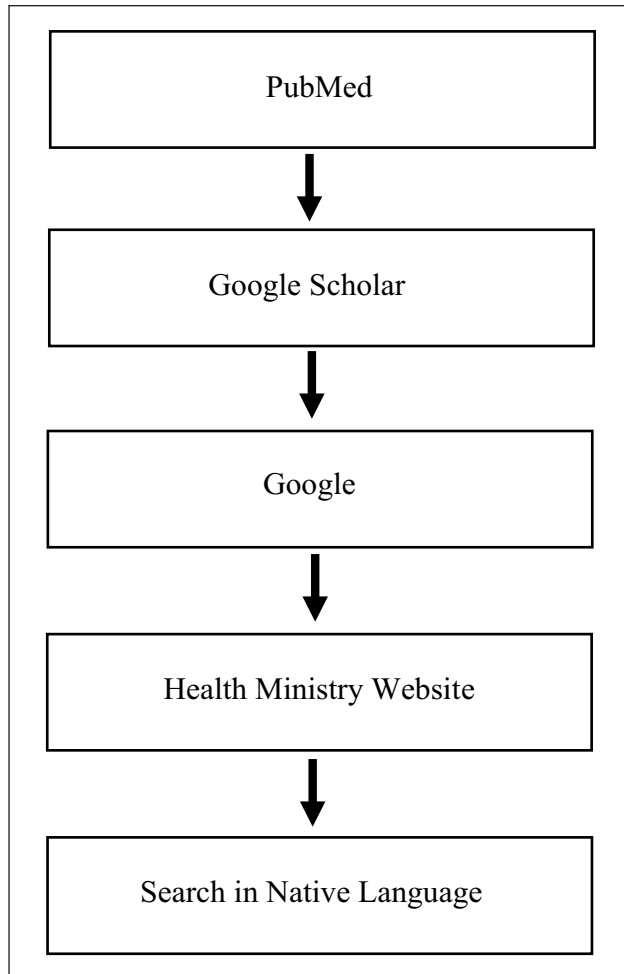 PubMed
Google Scholar
Google
Health Ministry Website
Search in Native Language